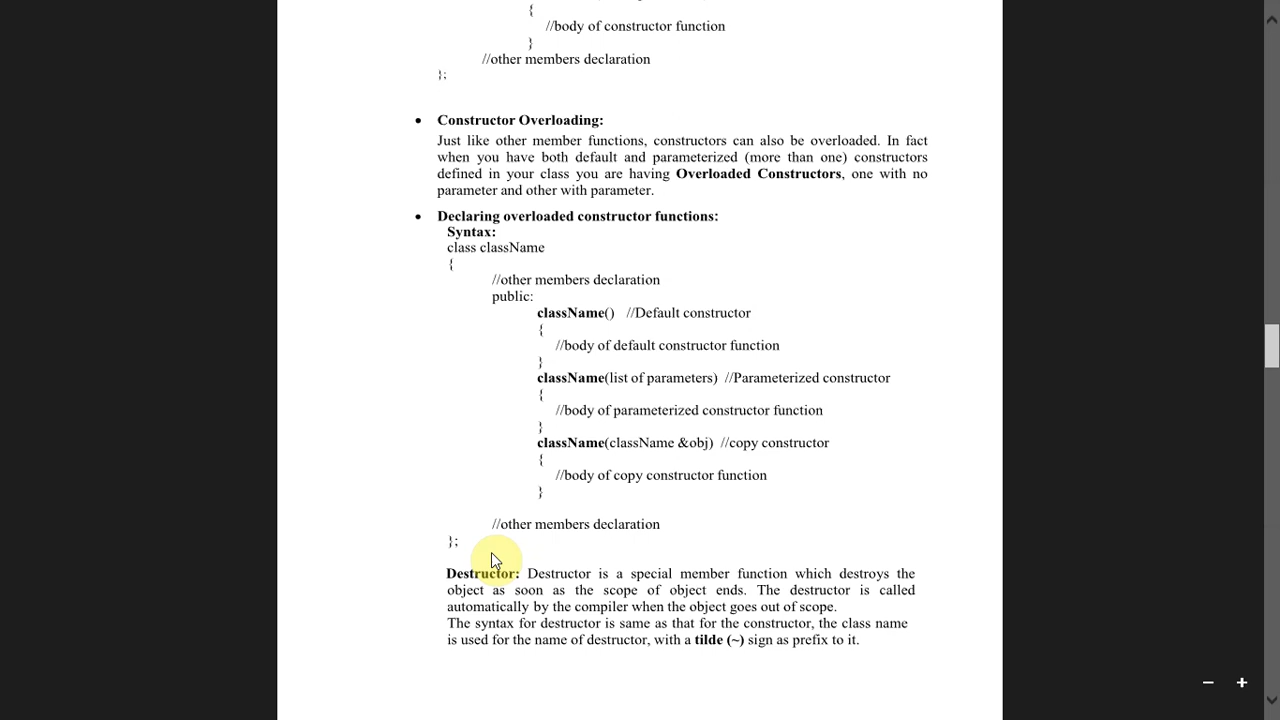 {
//body of constructor function
}
//other members declaration
};
• Constructor Overloading:
Just like other member functions, constructors can also be overloaded. In fact
when you have both default and parameterized (more than one) constructors
defined in your class you are having Overloaded Constructors, one with no
parameter and other with parameter.
• Declaring overloaded constructor functions:
Syntax:
class className
{
//other members declaration
public:
className() //Default constructor
{
//body of default constructor function
}
className(list of parameters) //Parameterized constructor
{
//body of parameterized constructor function
}
className(className &obj) //copy constructor
{
//body of copy constructor function
}
//other members declaration
};
Destructor: Destructor is a special member function which destroys the
object as soon as the scope of object ends. The destructor is called
automatically by the compiler when the object goes out of scope.
The syntax for destructor is same as that for the constructor, the class name
is used for the name of destructor, with a tilde (~) sign as prefix to it.